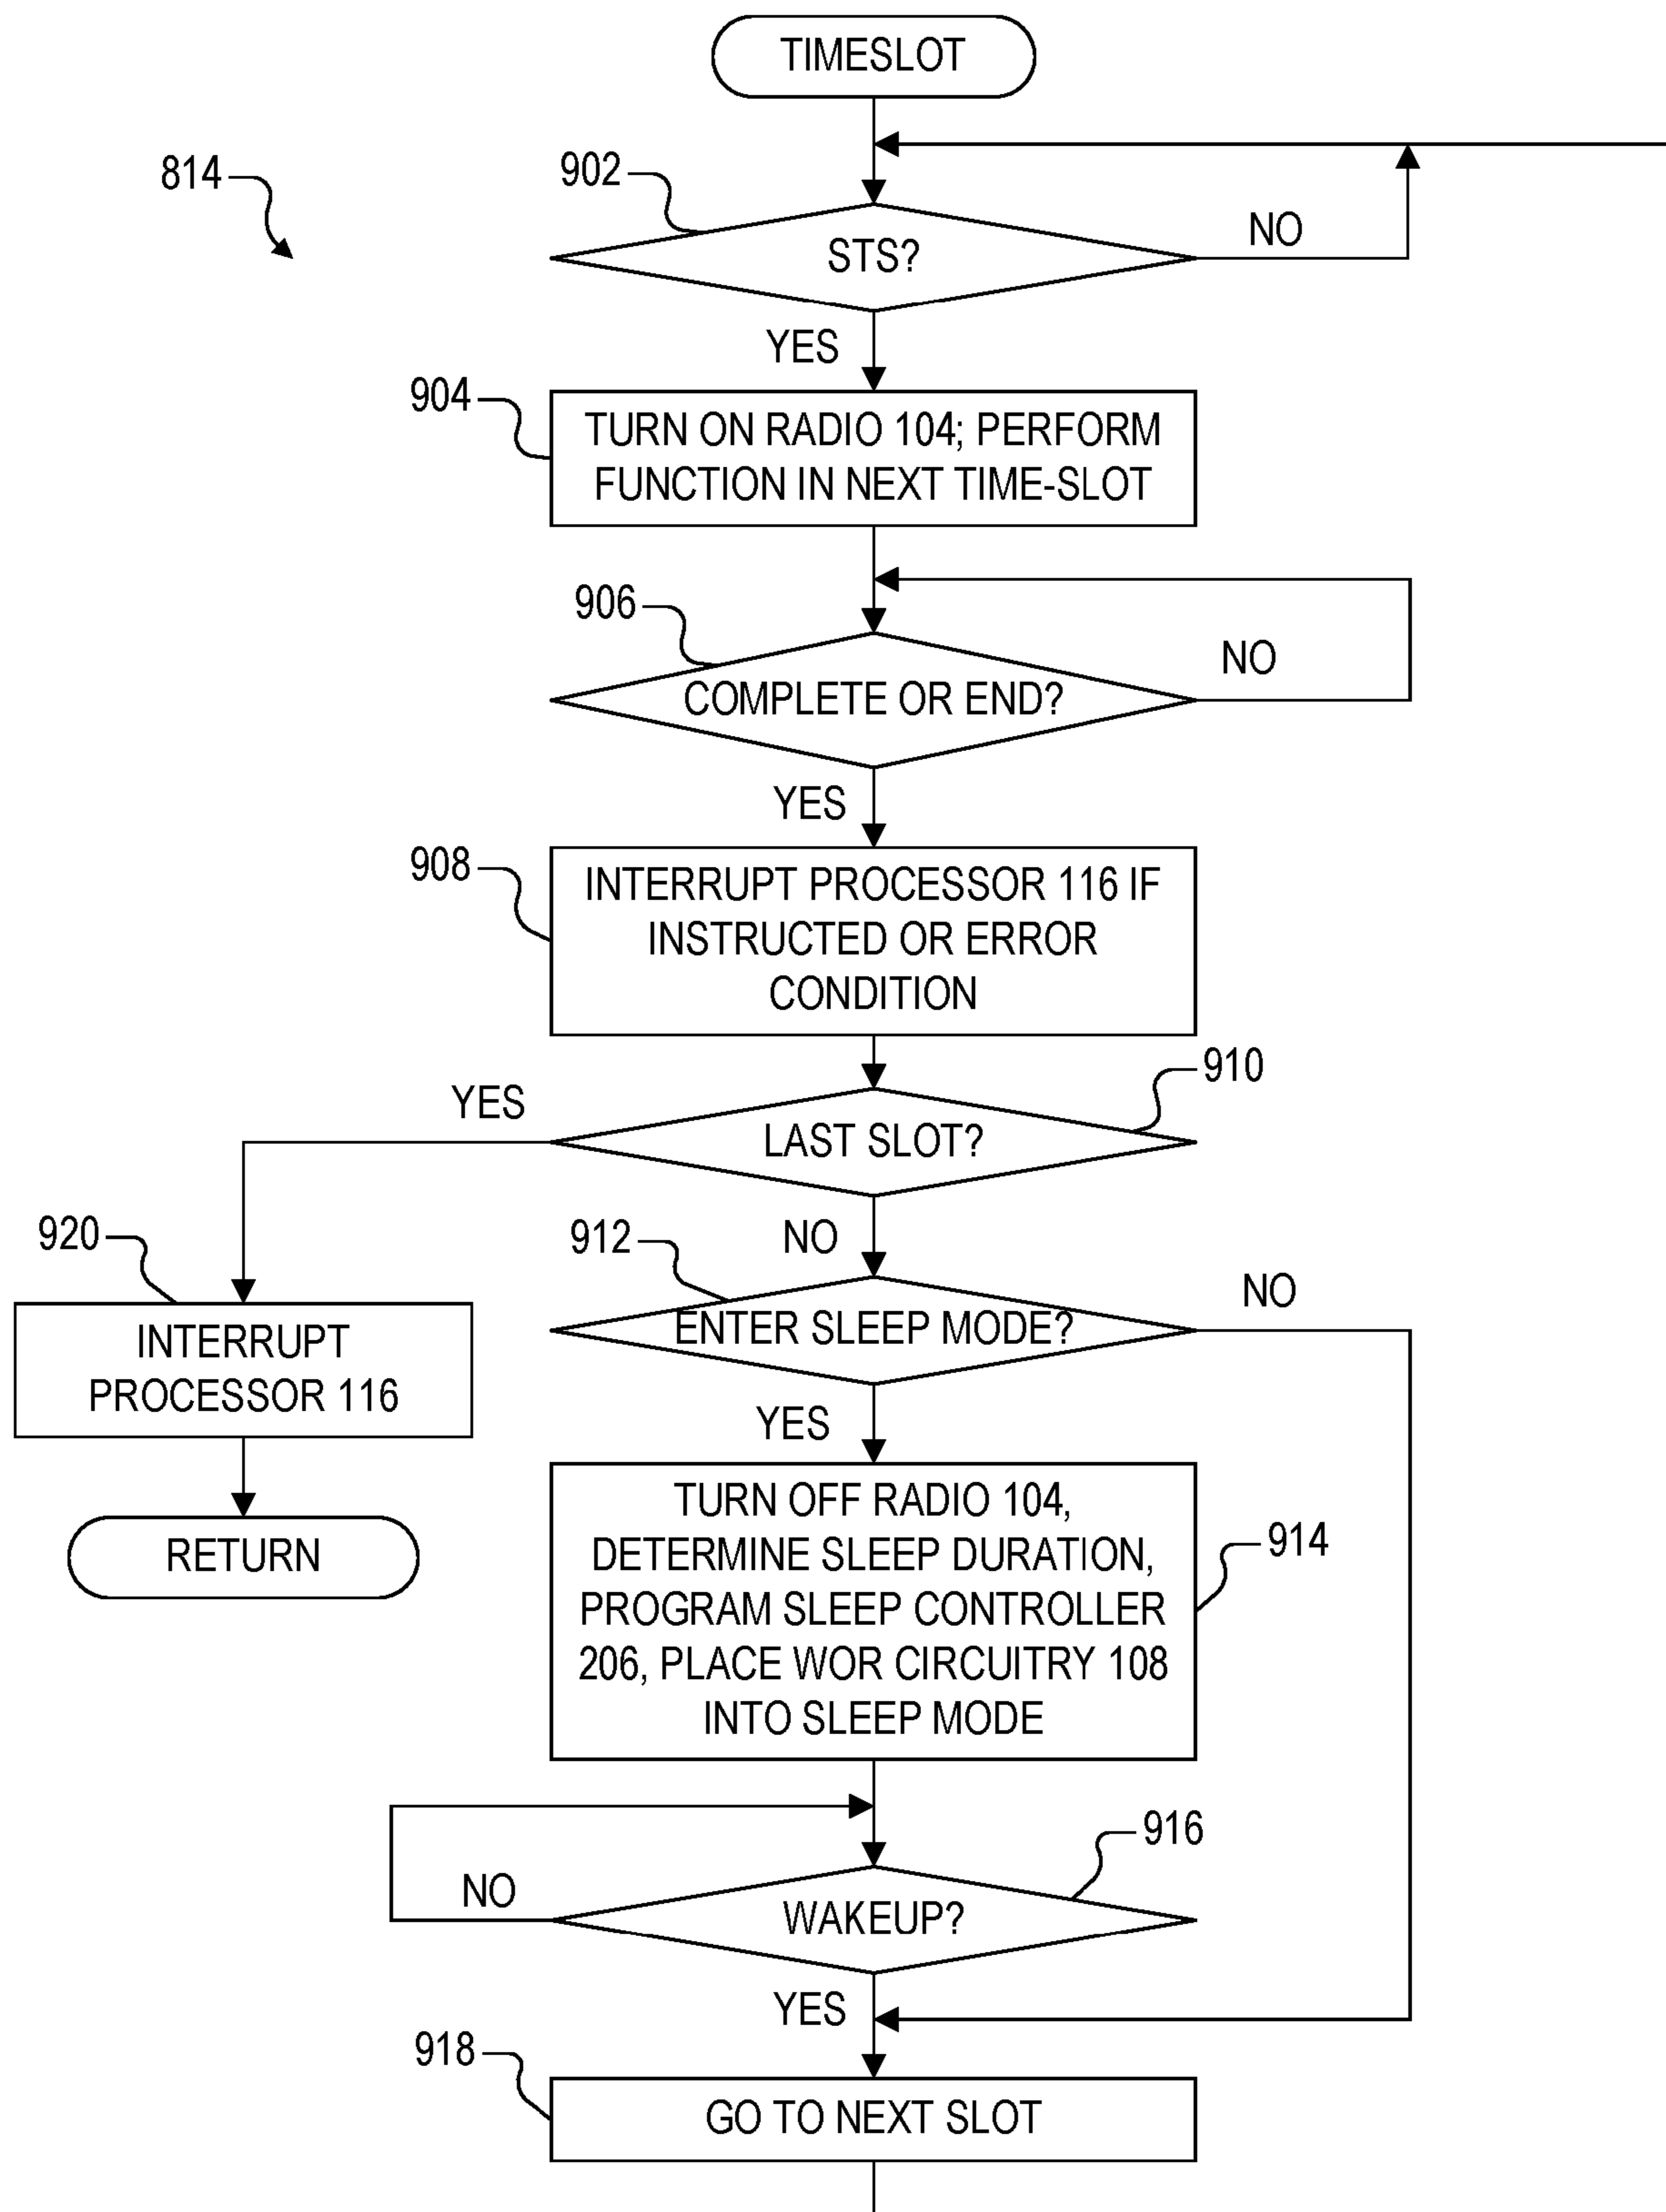 TIMESLOT
814
902
STS?
NO
YES
904
TURN ON RADIO 104; PERFORM
FUNCTION IN NEXT TIME-SLOT
906
COMPLETE OR END?
NO
YES
908
INTERRUPT PROCESSOR 116 IF
INSTRUCTED OR ERROR
CONDITION
910
YES
LAST SLOT?
920
NO
912
NO
INTERRUPT
PROCESSOR 116
ENTER SLEEP MODE?
YES
RETURN
TURN OFF RADIO 104,
DETERMINE SLEEP DURATION,
PROGRAM SLEEP CONTROLLER
206, PLACE WOR CIRCUITRY 108
INTO SLEEP MODE
914
916
NO
WAKEUP?
YES
918
GO TO NEXT SLOT